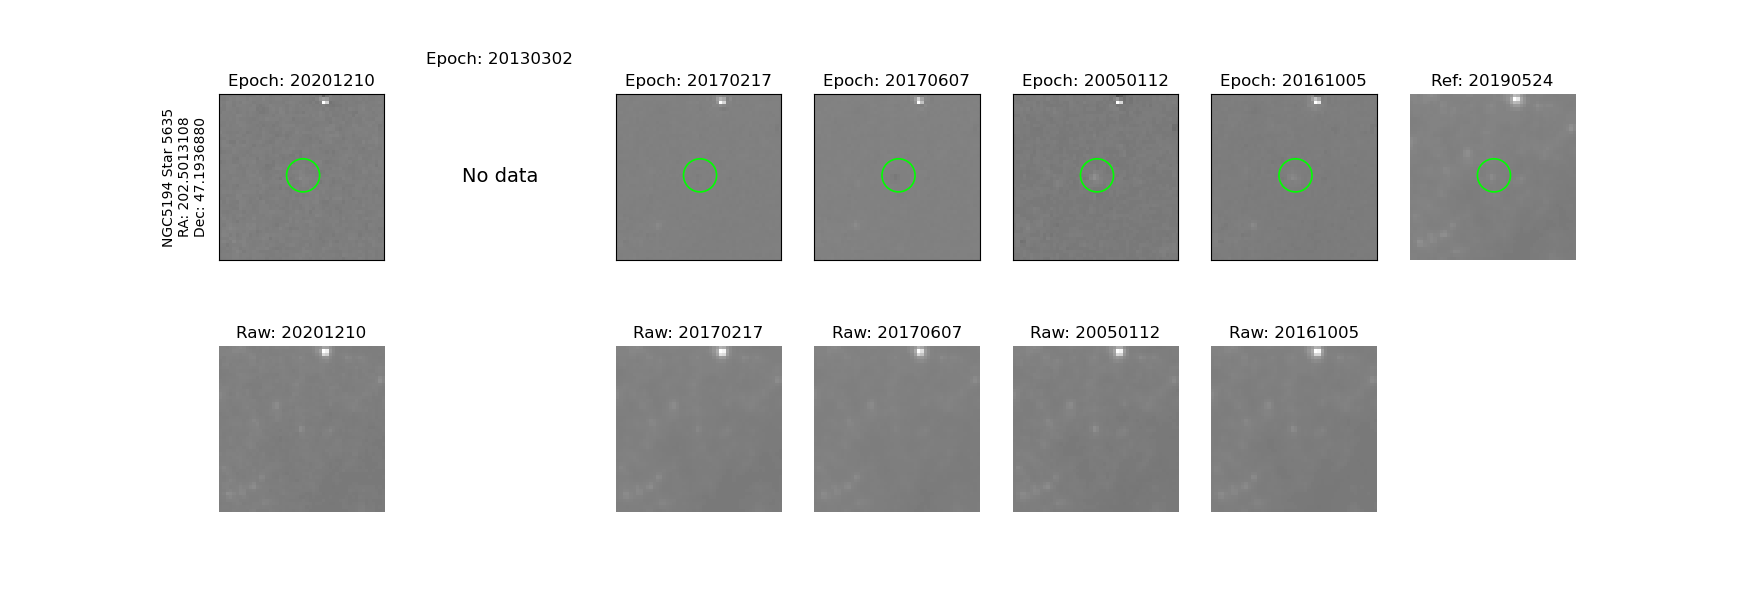 Epoch: 20130302
Epoch: 20201210
Epoch: 20170217
Epoch: 20170607
Epoch: 20050112
Epoch: 20161005
Ref: 20190524
NGC5194 Star 5635
RA: 202.5013108
Dec: 47.1936880
No data
Raw: 20201210
Raw: 20170217
Raw: 20170607
Raw: 20050112
Raw: 20161005